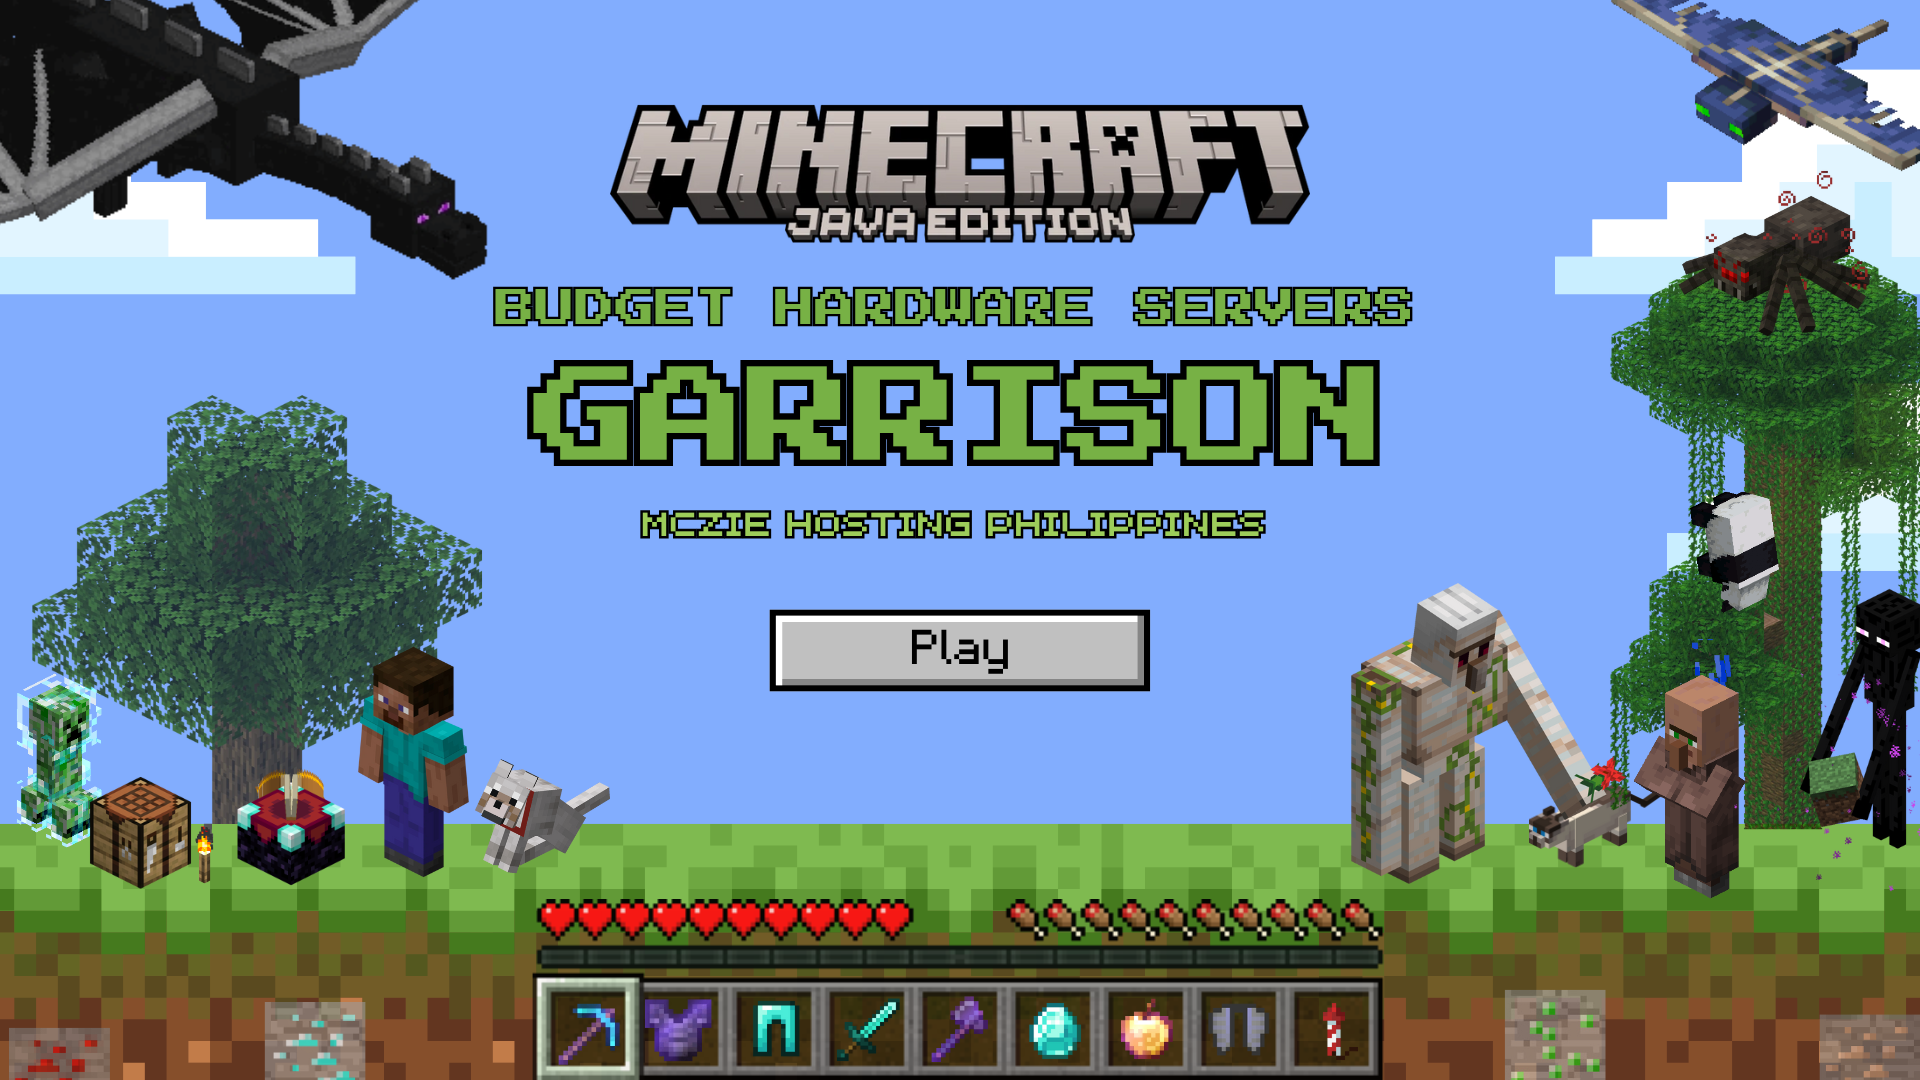 MINECRAFT
JAVA EDITION
BUDGET HARDWARE SERVERS
GARRISON
MCZIE HOSTING PHILIPPINES
Play